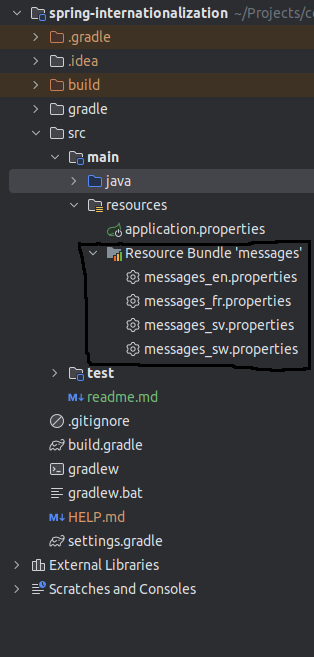 spring-internationalization ~/Projects/c
.gradle
.idea
build
gradle
src
main
java
resources
application.properties
Resource Bundle 'messages'
messages_en.properties
messages_fr.properties
messages_sv.properties
messages_sw.properties
test
M↓ readme.md
.gitignore
build.gradle
gradlew
gradlew.bat
M↓ HELP.md
settings.gradle
External Libraries
Scratches and Consoles